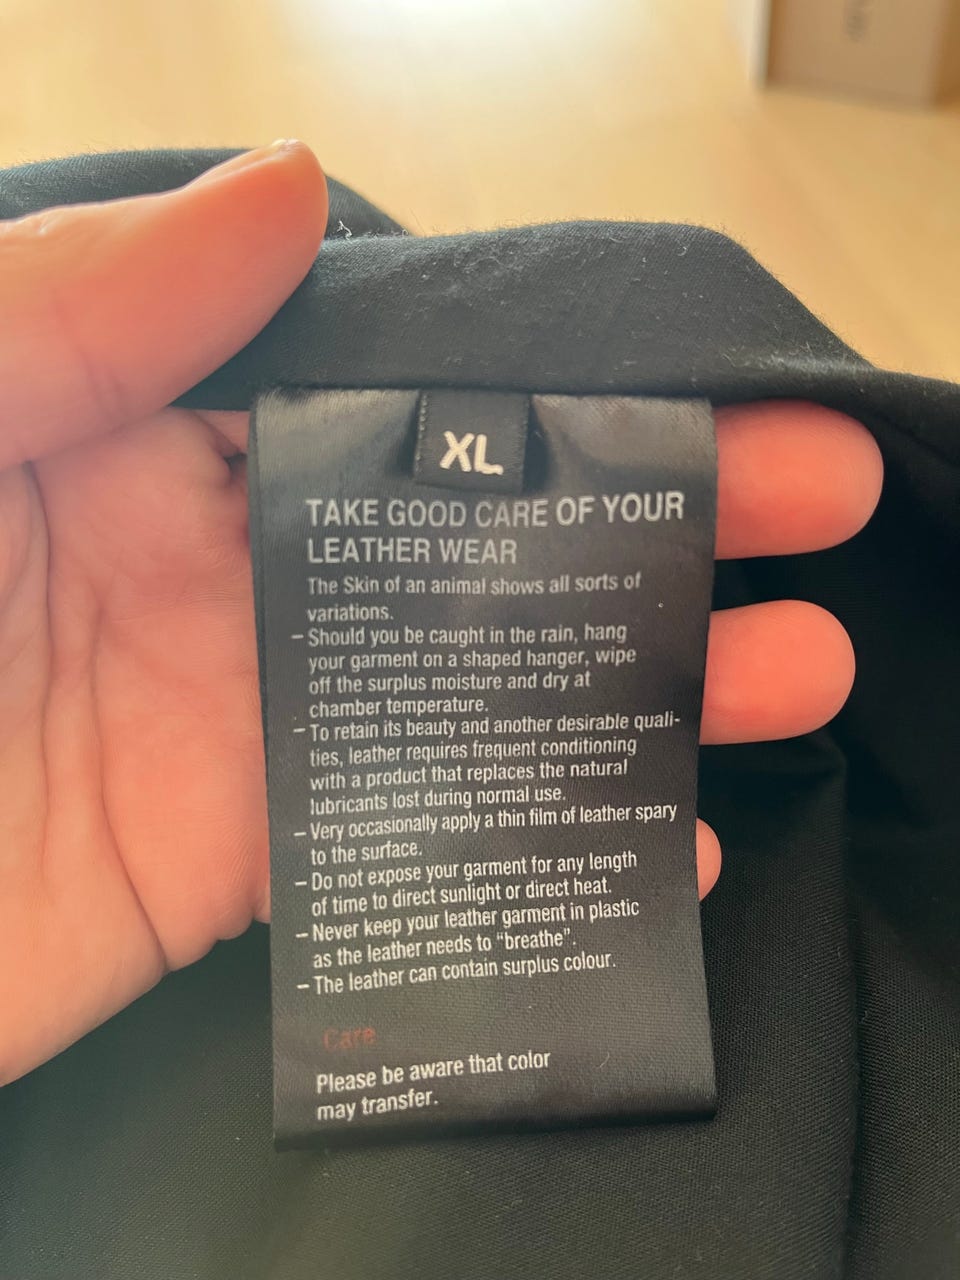 XL
TAKE GOOD CARE OF YOUR
LEATHER WEAR
The Skin of an animal shows all sorts of
variations.
– Should you be caught in the rain, hang
your garment on a shaped hanger, wipe
off the surplus moisture and dry at
chamber temperature.
– To retain its beauty and another desirable quali-
ties, leather requires frequent conditioning
with a product that replaces the natural
lubricants lost during normal use.
– Very occasionally apply a thin film of leather spary
to the surface.
– Do not expose your garment for any length
of time to direct sunlight or direct heat.
– Never keep your leather garment in plastic
as the leather needs to “breathe”.
– The leather can contain surplus colour.
Care
Please be aware that color
may transfer.